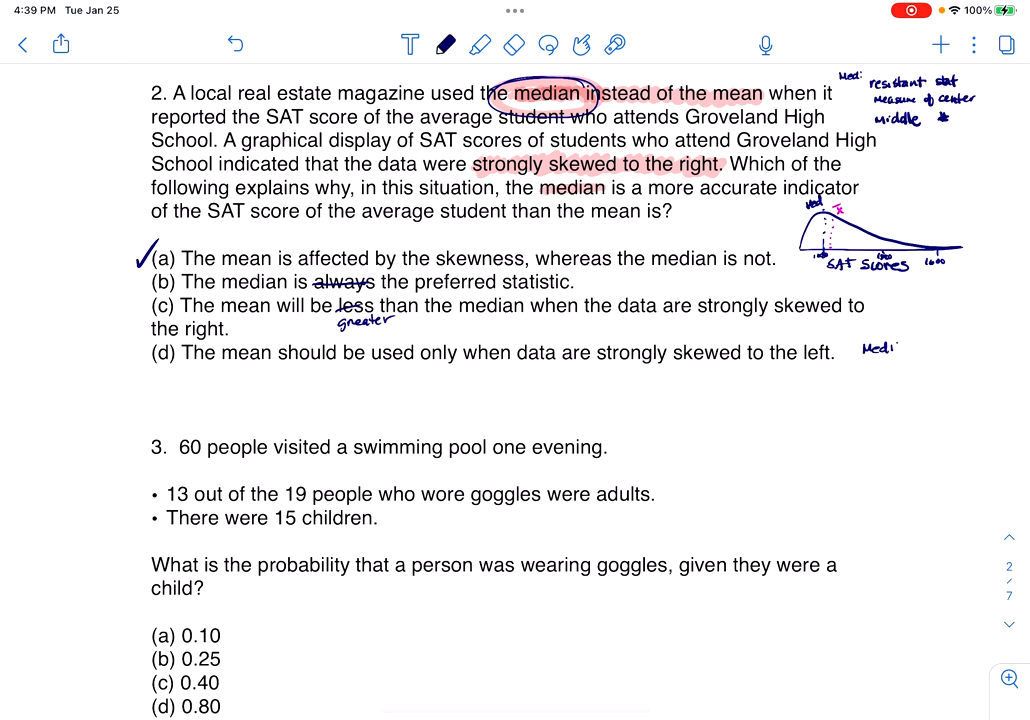 4:39 PM Tue Jan 25
100%
Med: resistant stat
measure of center
middle #
2. A local real estate magazine used the median instead of the mean when it
reported the SAT score of the average student who attends Groveland High
School. A graphical display of SAT scores of students who attend Groveland High
School indicated that the data were strongly skewed to the right. Which of the
following explains why, in this situation, the median is a more accurate indicator
of the SAT score of the average student than the mean is?
Med
x̄
SAT Scores
1600
(a) The mean is affected by the skewness, whereas the median is not.
(b) The median is always the preferred statistic.
(c) The mean will be less than the median when the data are strongly skewed to
greater
the right.
(d) The mean should be used only when data are strongly skewed to the left.
Medi
3. 60 people visited a swimming pool one evening.
• 13 out of the 19 people who wore goggles were adults.
• There were 15 children.
What is the probability that a person was wearing goggles, given they were a
child?
(a) 0.10
(b) 0.25
(c) 0.40
(d) 0.80
2
7